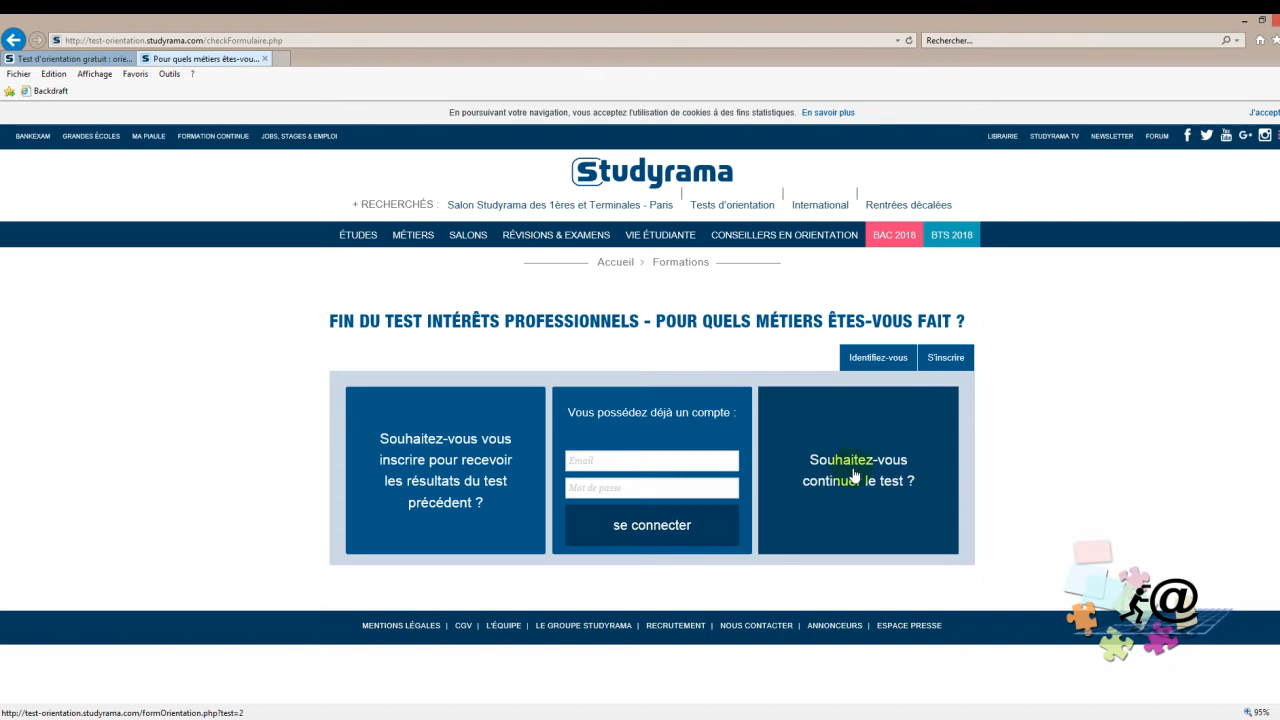 http://test-orientation.studyrama.com/checkFormulaire.php
Rechercher...
Test d'orientation gratuit : orie...
Pour quels métiers êtes-vou...
Fichier Edition Affichage Favoris Outils ?
Backdraft
En poursuivant votre navigation, vous acceptez l'utilisation de cookies à des fins statistiques. En savoir plus
J'accept
BANKEXAM GRANDES ÉCOLES MA PIAULE FORMATION CONTINUE JOBS, STAGES & EMPLOI
LIBRAIRIE STUDYRAMA TV NEWSLETTER FORUM
Studyrama
+ RECHERCHÉS : Salon Studyrama des 1ères et Terminales - Paris Tests d'orientation International Rentrées décalées
ÉTUDES MÉTIERS SALONS RÉVISIONS & EXAMENS VIE ÉTUDIANTE CONSEILLERS EN ORIENTATION BAC 2018 BTS 2018
Accueil > Formations
FIN DU TEST INTÉRÊTS PROFESSIONNELS - POUR QUELS MÉTIERS ÊTES-VOUS FAIT ?
Identifiez-vous S'inscrire
Souhaitez-vous vous
inscrire pour recevoir
les résultats du test
précédent ?
Vous possédez déjà un compte :
Email
Mot de passe
se connecter
Souhaitez-vous
continuer le test ?
MENTIONS LÉGALES | CGV | L'ÉQUIPE | LE GROUPE STUDYRAMA | RECRUTEMENT | NOUS CONTACTER | ANNONCEURS | ESPACE PRESSE
@
http://test-orientation.studyrama.com/formOrientation.php?test=2
95%